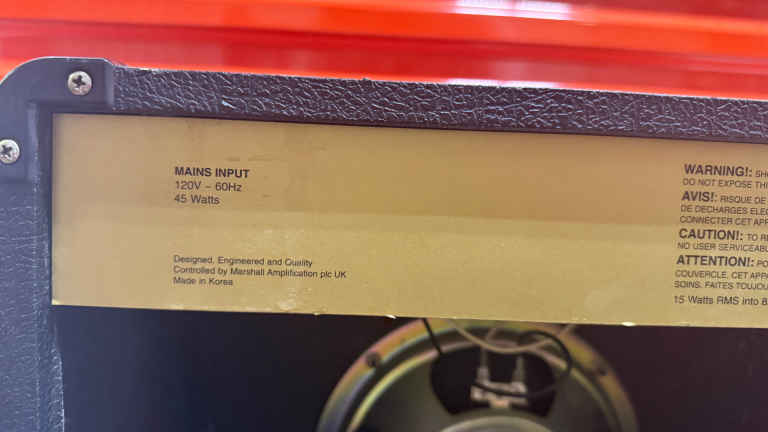 MAINS INPUT
120V ~ 60Hz
45 Watts
Designed, Engineered and Quality
Controlled by Marshall Amplification plc UK
Made in Korea
WARNING!:
DO NOT EXPOSE
AVIS!: RISQUE DE
DE DECHARGES
CONNECTER CET
CAUTION!: TO
NO USER
ATTENTION!:
COUVERCLE, CET
SOINS, FAITES
15 Watts RMS into 8